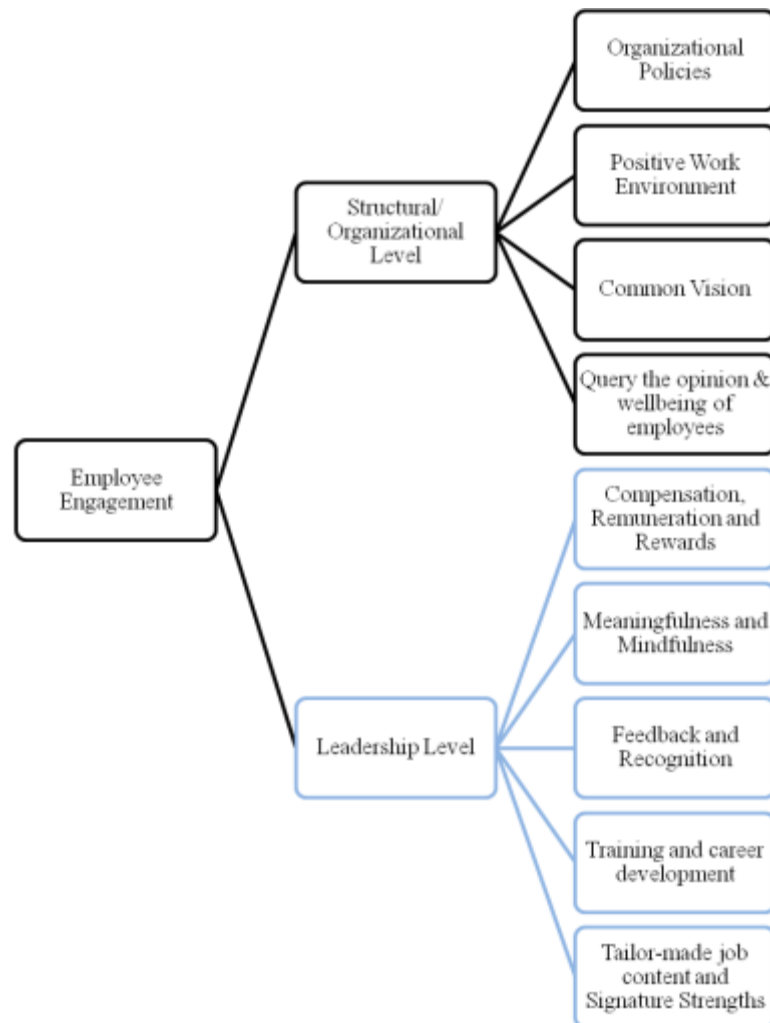 Organizational
Policies
Positive Work
Environment
Structural/
Organizational
Level
Common Vision
Query the opinion &
wellbeing of
employees
Employee
Engagement
Compensation,
Remuneration and
Rewards
Meaningfulness and
Mindfulness
Leadership Level
Feedback and
Recognition
Training and career
development
Tailor-made job
content and
Signature Strengths